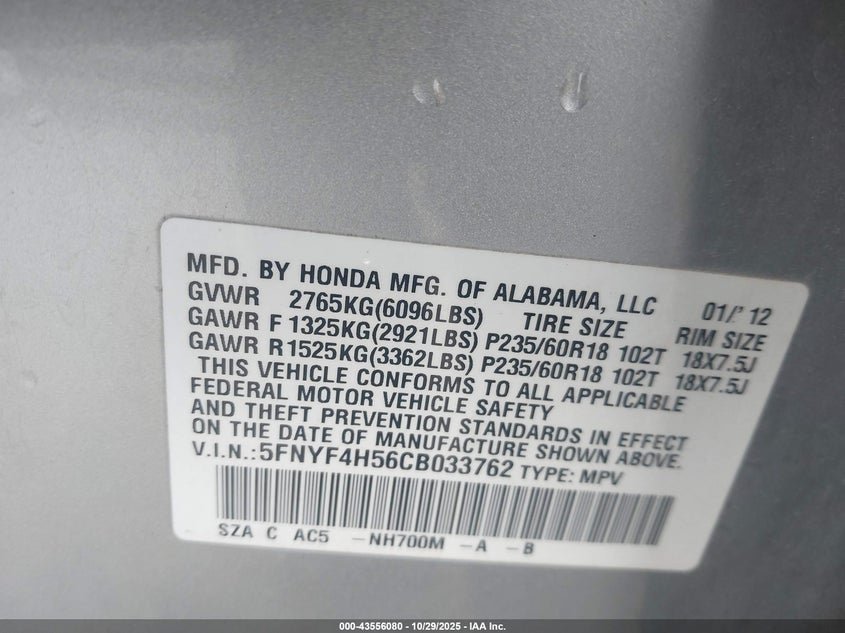 MFD. BY HONDA MFG. OF ALABAMA, LLC 01/'12
GVWR 2765KG(6096LBS) TIRE SIZE RIM SIZE
GAWR F 1325KG(2921LBS) P235/60R18 102T 18X7.5J
GAWR R 1525KG(3362LBS) P235/60R18 102T 18X7.5J
THIS VEHICLE CONFORMS TO ALL APPLICABLE
FEDERAL MOTOR VEHICLE SAFETY
AND THEFT PREVENTION STANDARDS IN EFFECT
ON THE DATE OF MANUFACTURE SHOWN ABOVE.
V.I.N.:5FNYF4H56CB033762 TYPE: MPV
SZA C AC5 -NH700M -A -B
000-43556080 - 10/29/2025 - IAA Inc.